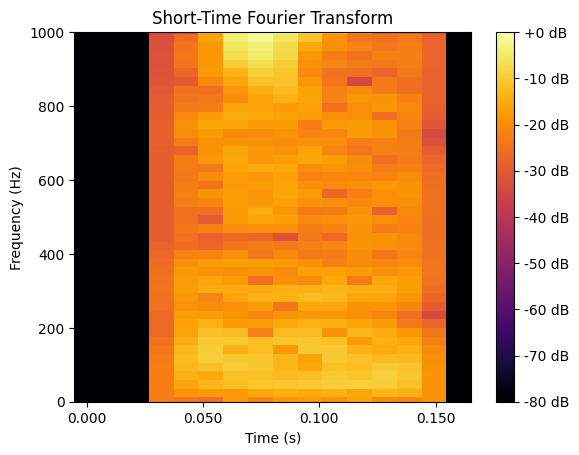 Short-Time Fourier Transform
1000
800
600
400
200
0
Frequency (Hz)
0.000
0.050
0.100
0.150
Time (s)
+0 dB
-10 dB
-20 dB
-30 dB
-40 dB
-50 dB
-60 dB
-70 dB
-80 dB